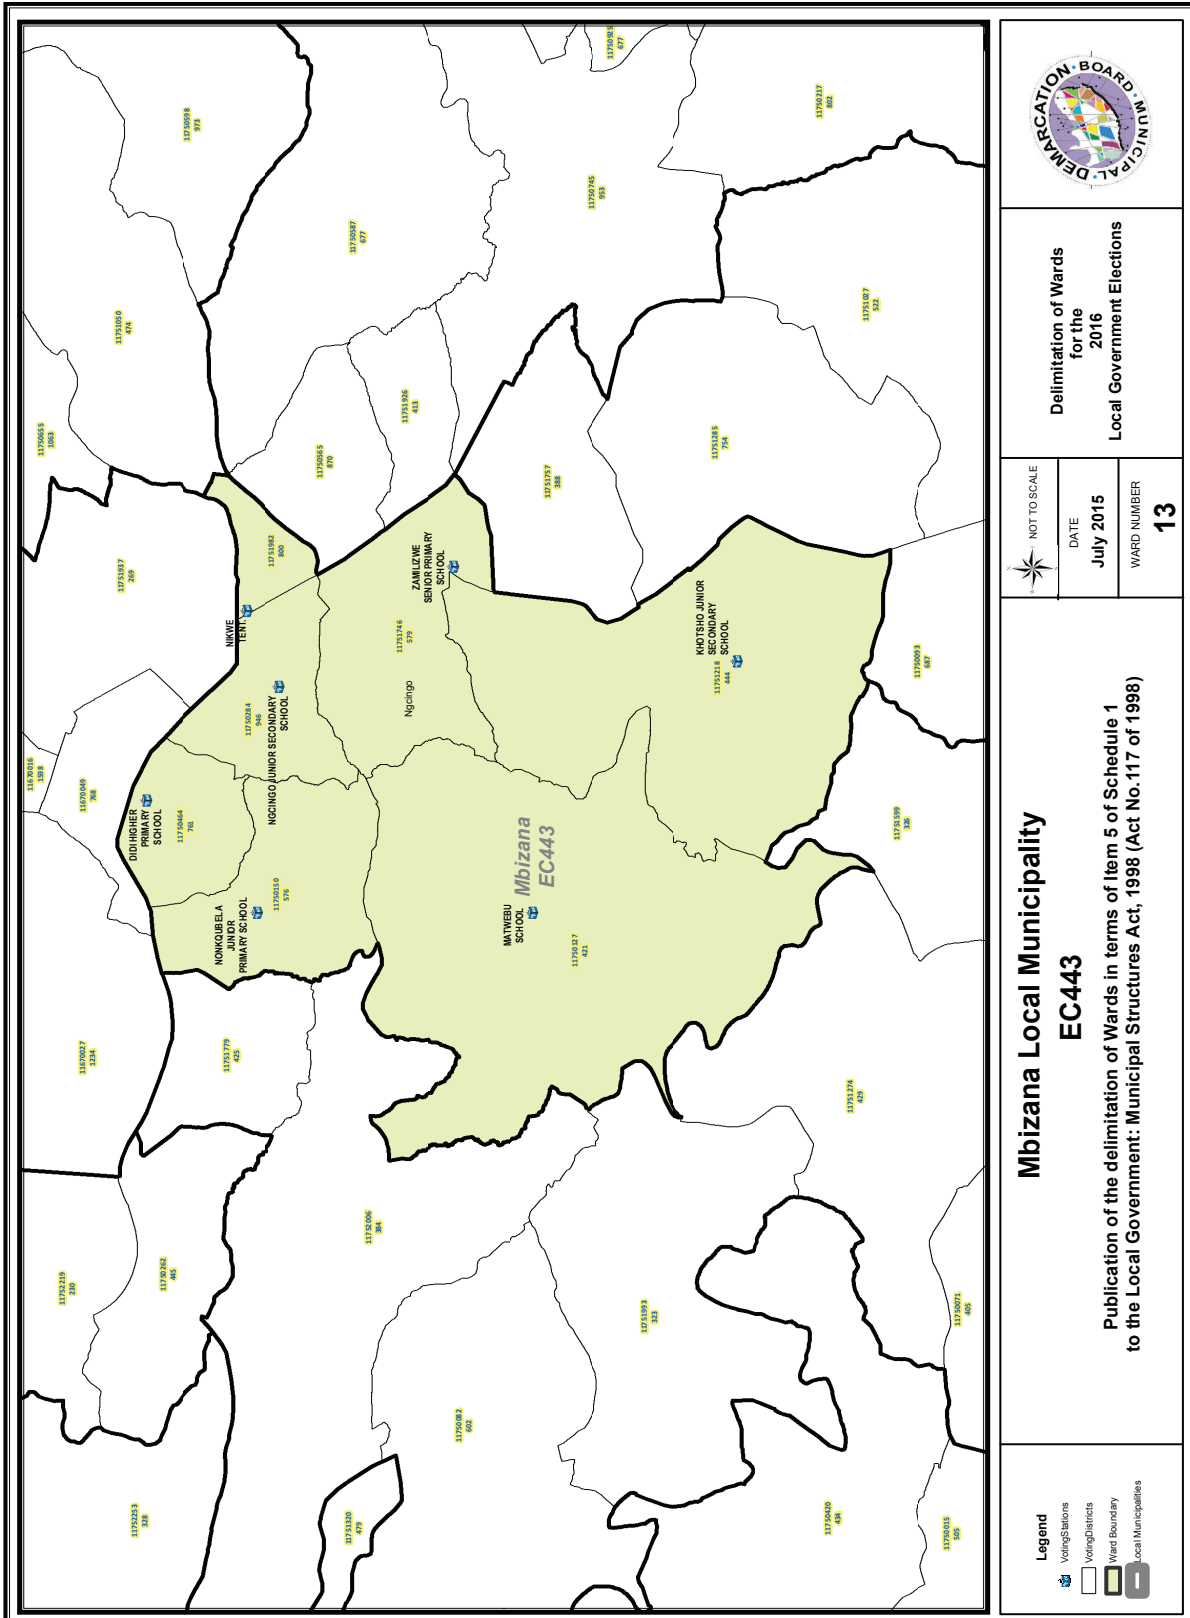 11750598
973
11750925
677
11750217
802
11750587
677
11750745
953
11751050
474
11751027
522
11750655
1063
11751926
413
11750565
870
11751285
754
11751757
388
11751937
269
11751982
800
NIKWE
TENT.
ZAMILIZWE
SENIOR PRIMARY
SCHOOL
11751746
579
Ngcingo
KHOTSHO JUNIOR
SECONDARY
SCHOOL
11751218
444
11750093
687
11750284
946
NGCINGO JUNIOR SECONDARY
SCHOOL
11670016
1598
11670049
768
DIDI HIGHER
PRIMARY
SCHOOL
11750464
761
NONKQUBELA
JUNIOR
PRIMARY SCHOOL
11750150
576
Mbizana
EC443
MATWEBU
SCHOOL
11750127
421
11751599
326
11670027
1234
11751779
425
11751274
429
11752219
230
11750262
445
11752006
384
11751993
323
11750071
405
11750082
602
11752253
328
11751320
479
11750420
434
11750015
505
Legend
VotingStations
VotingDistricts
Ward Boundary
Local Municipalities
Mbizana Local Municipality
EC443
Publication of the delimitation of Wards in terms of Item 5 of Schedule 1
to the Local Government: Municipal Structures Act, 1998 (Act No.117 of 1998)
NOT TO SCALE
DATE
July 2015
WARD NUMBER
13
Delimitation of Wards
for the
2016
Local Government Elections
MUNICIPAL · DEMARCATION · BOARD